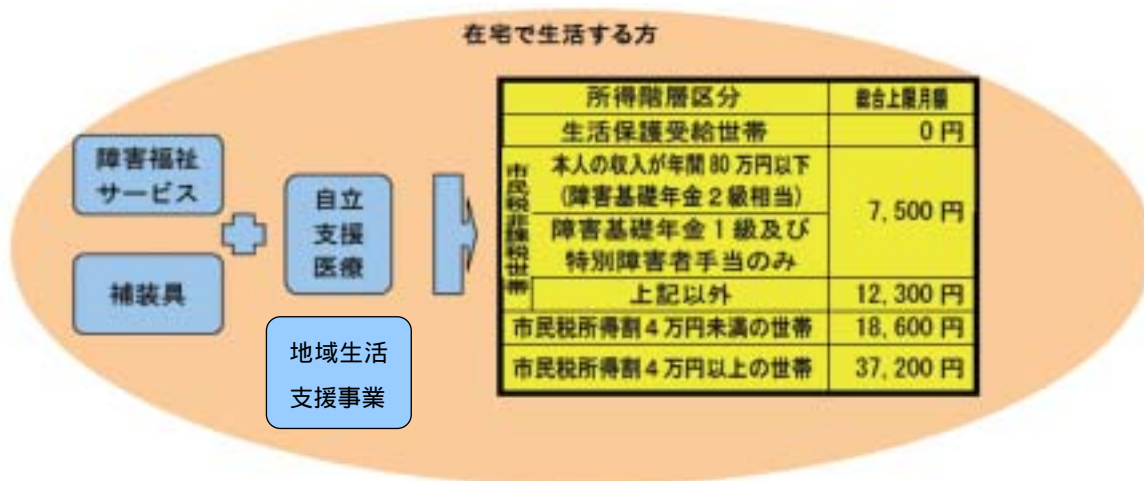 在宅で生活する方
障害福祉
サービス
補装具
自立
支援
医療
地域生活
支援事業
所得階層区分 総合上限月額
生活保護受給世帯 0円
市民税非課税世帯
本人の収入が年間80万円以下
(障害基礎年金2級相当)
7,500円
障害基礎年金1級及び
特別障害者手当のみ
上記以外 12,300円
市民税所得割4万円未満の世帯 18,600円
市民税所得割4万円以上の世帯 37,200円